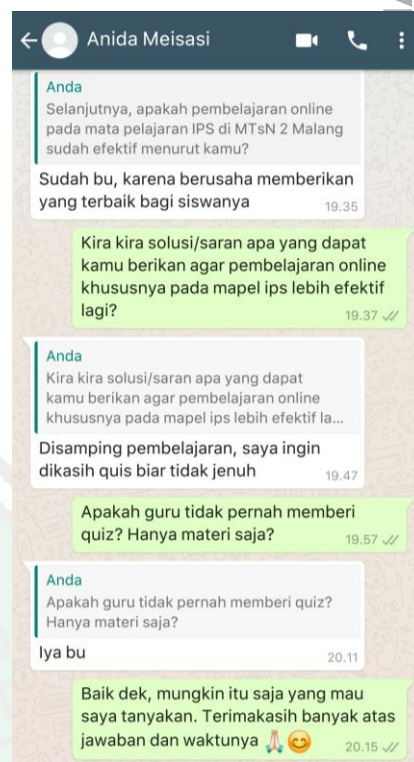 Anida Meisasi
Anda
Selanjutnya, apakah pembelajaran online
pada mata pelajaran IPS di MTsN 2 Malang
sudah efektif menurut kamu?
Sudah bu, karena berusaha memberikan
yang terbaik bagi siswanya
19.35
Kira kira solusi/saran apa yang dapat
kamu berikan agar pembelajaran online
khususnya pada mapel ips lebih efektif
lagi?
19.37
Anda
Kira kira solusi/saran apa yang dapat
kamu berikan agar pembelajaran online
khususnya pada mapel ips lebih efektif la...
Disamping pembelajaran, saya ingin
dikasih quis biar tidak jenuh
19.47
Apakah guru tidak pernah memberi
quiz? Hanya materi saja?
19.57
Anda
Apakah guru tidak pernah memberi quiz?
Hanya materi saja?
Iya bu
20.11
Baik dek, mungkin itu saja yang mau
saya tanyakan. Terimakasih banyak atas
jawaban dan waktunya 🙏🏻😊
20.15